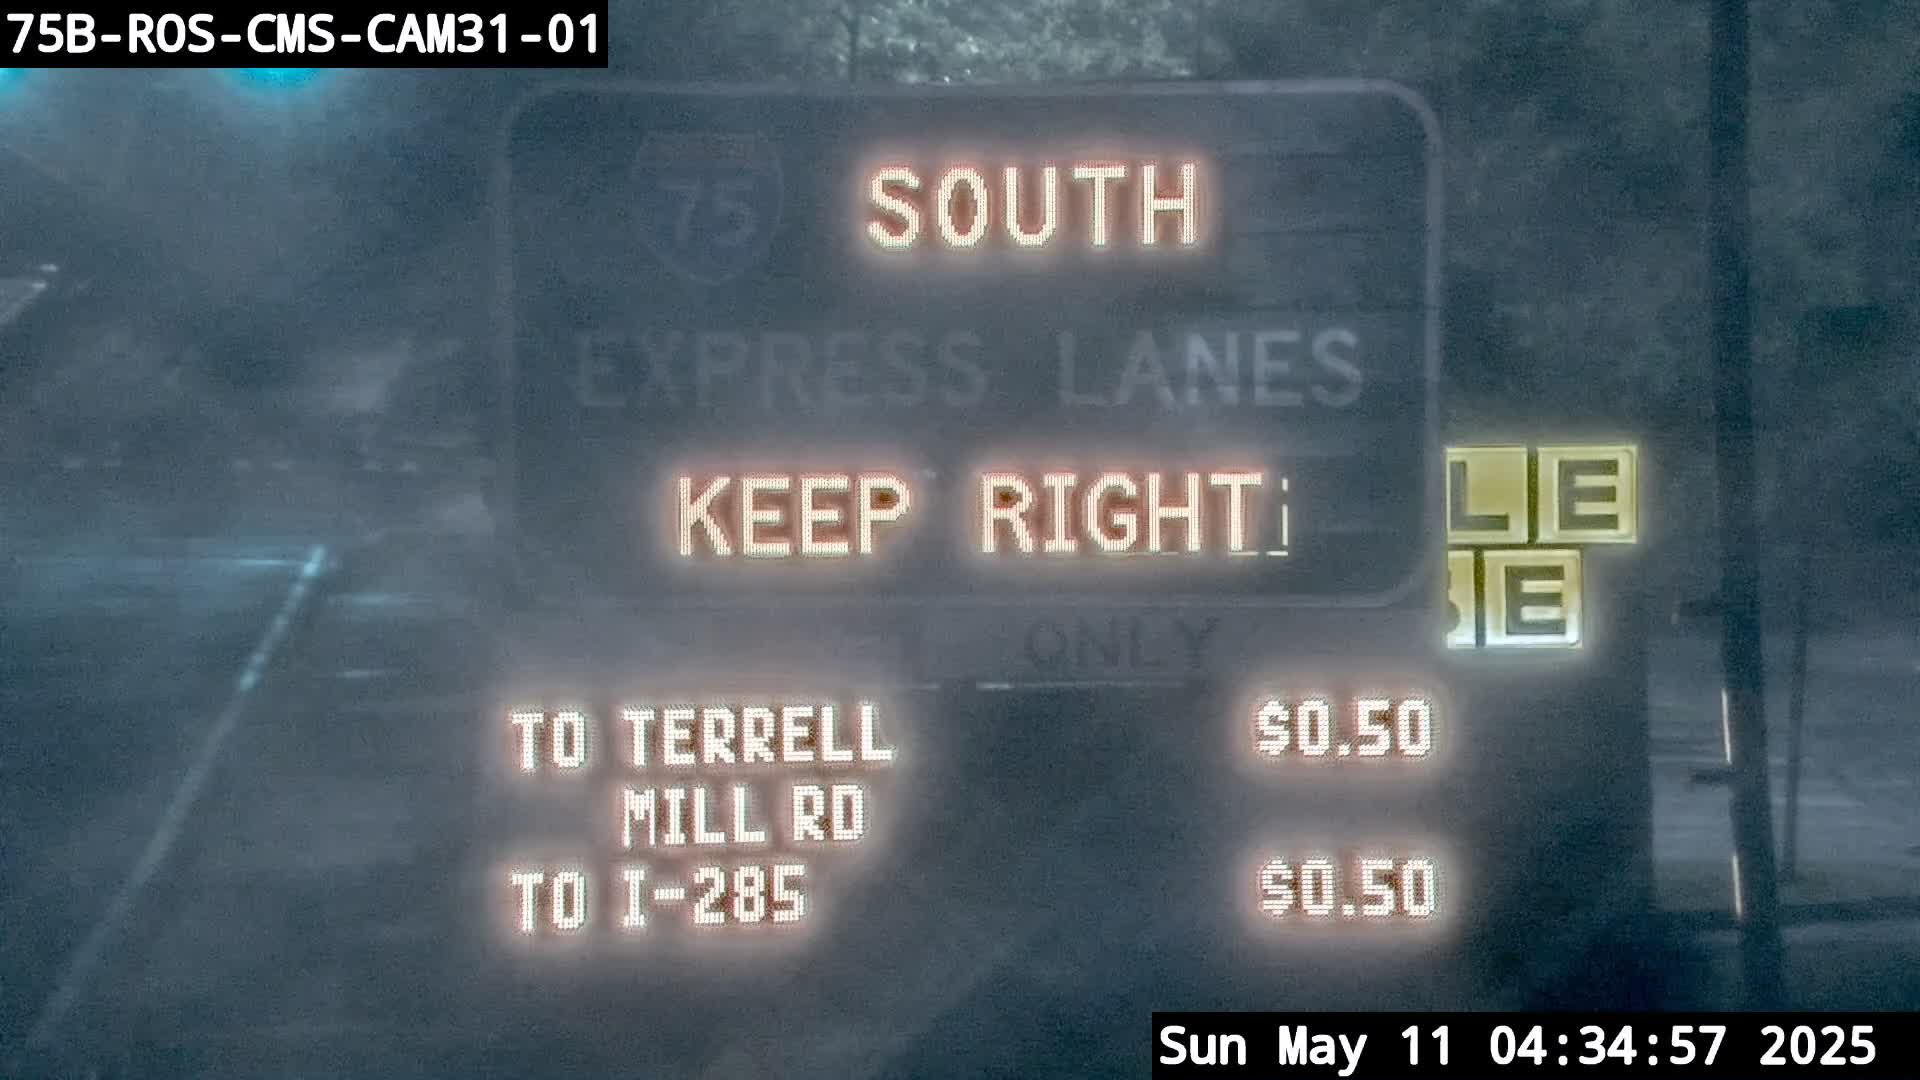 75B-ROS-CMS-CAM31-01
75 SOUTH
EXPRESS LANES
KEEP RIGHT
LE
E
ONLY
TO TERRELL $0.50
MILL RD
TO I-285 $0.50
Sun May 11 04:34:57 2025